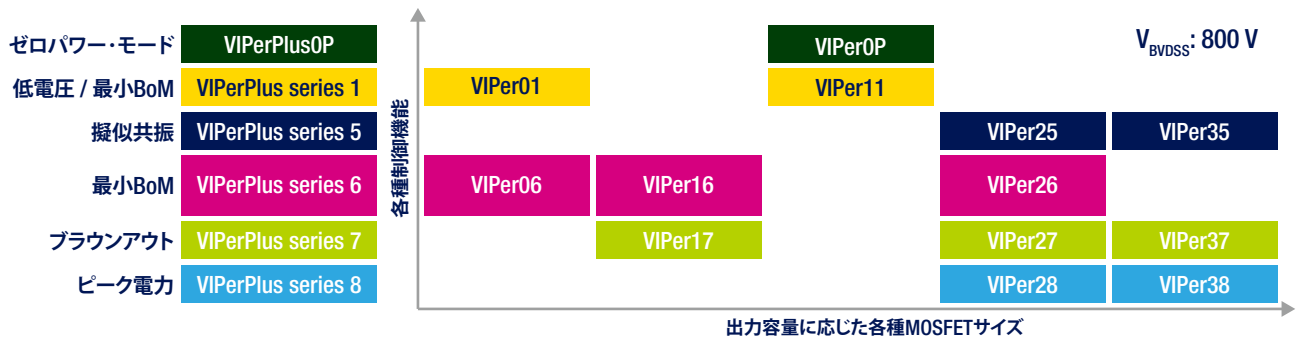 ゼロパワー・モード VIPerPlus0P VIPer0P V_BVDSS: 800 V
低電圧 / 最小BoM VIPerPlus series 1 VIPer01 VIPer11
擬似共振 VIPerPlus series 5 VIPer25 VIPer35
最小BoM VIPerPlus series 6 VIPer06 VIPer16 VIPer26
ブラウンアウト VIPerPlus series 7 VIPer17 VIPer27 VIPer37
ピーク電力 VIPerPlus series 8 VIPer28 VIPer38
各種制御機能
出力容量に応じた各種MOSFETサイズ